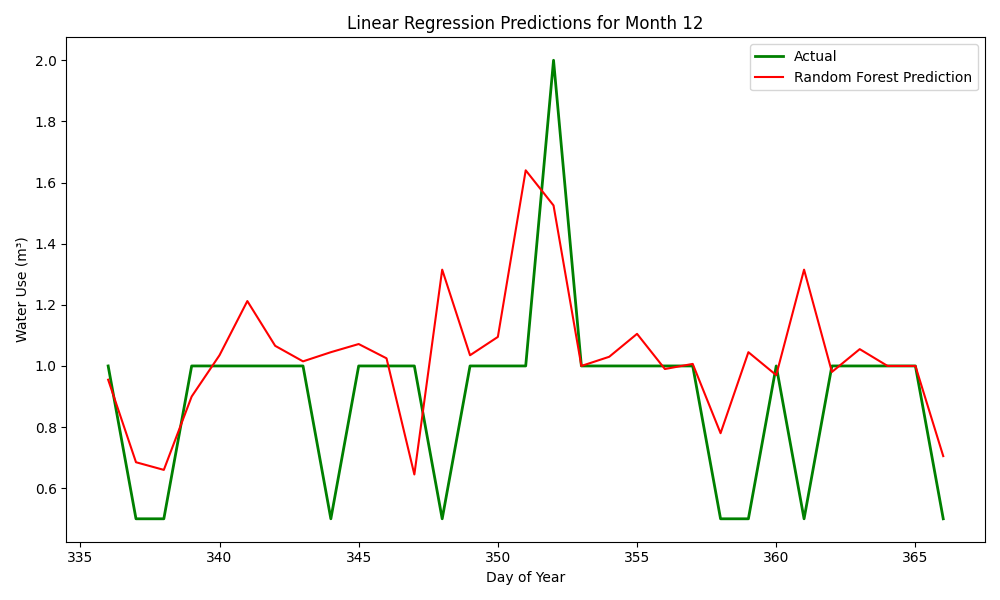 Linear Regression Predictions for Month 12
Actual
Random Forest Prediction
Water Use (m³)
2.0
1.8
1.6
1.4
1.2
1.0
0.8
0.6
335 340 345 350 355 360 365
Day of Year